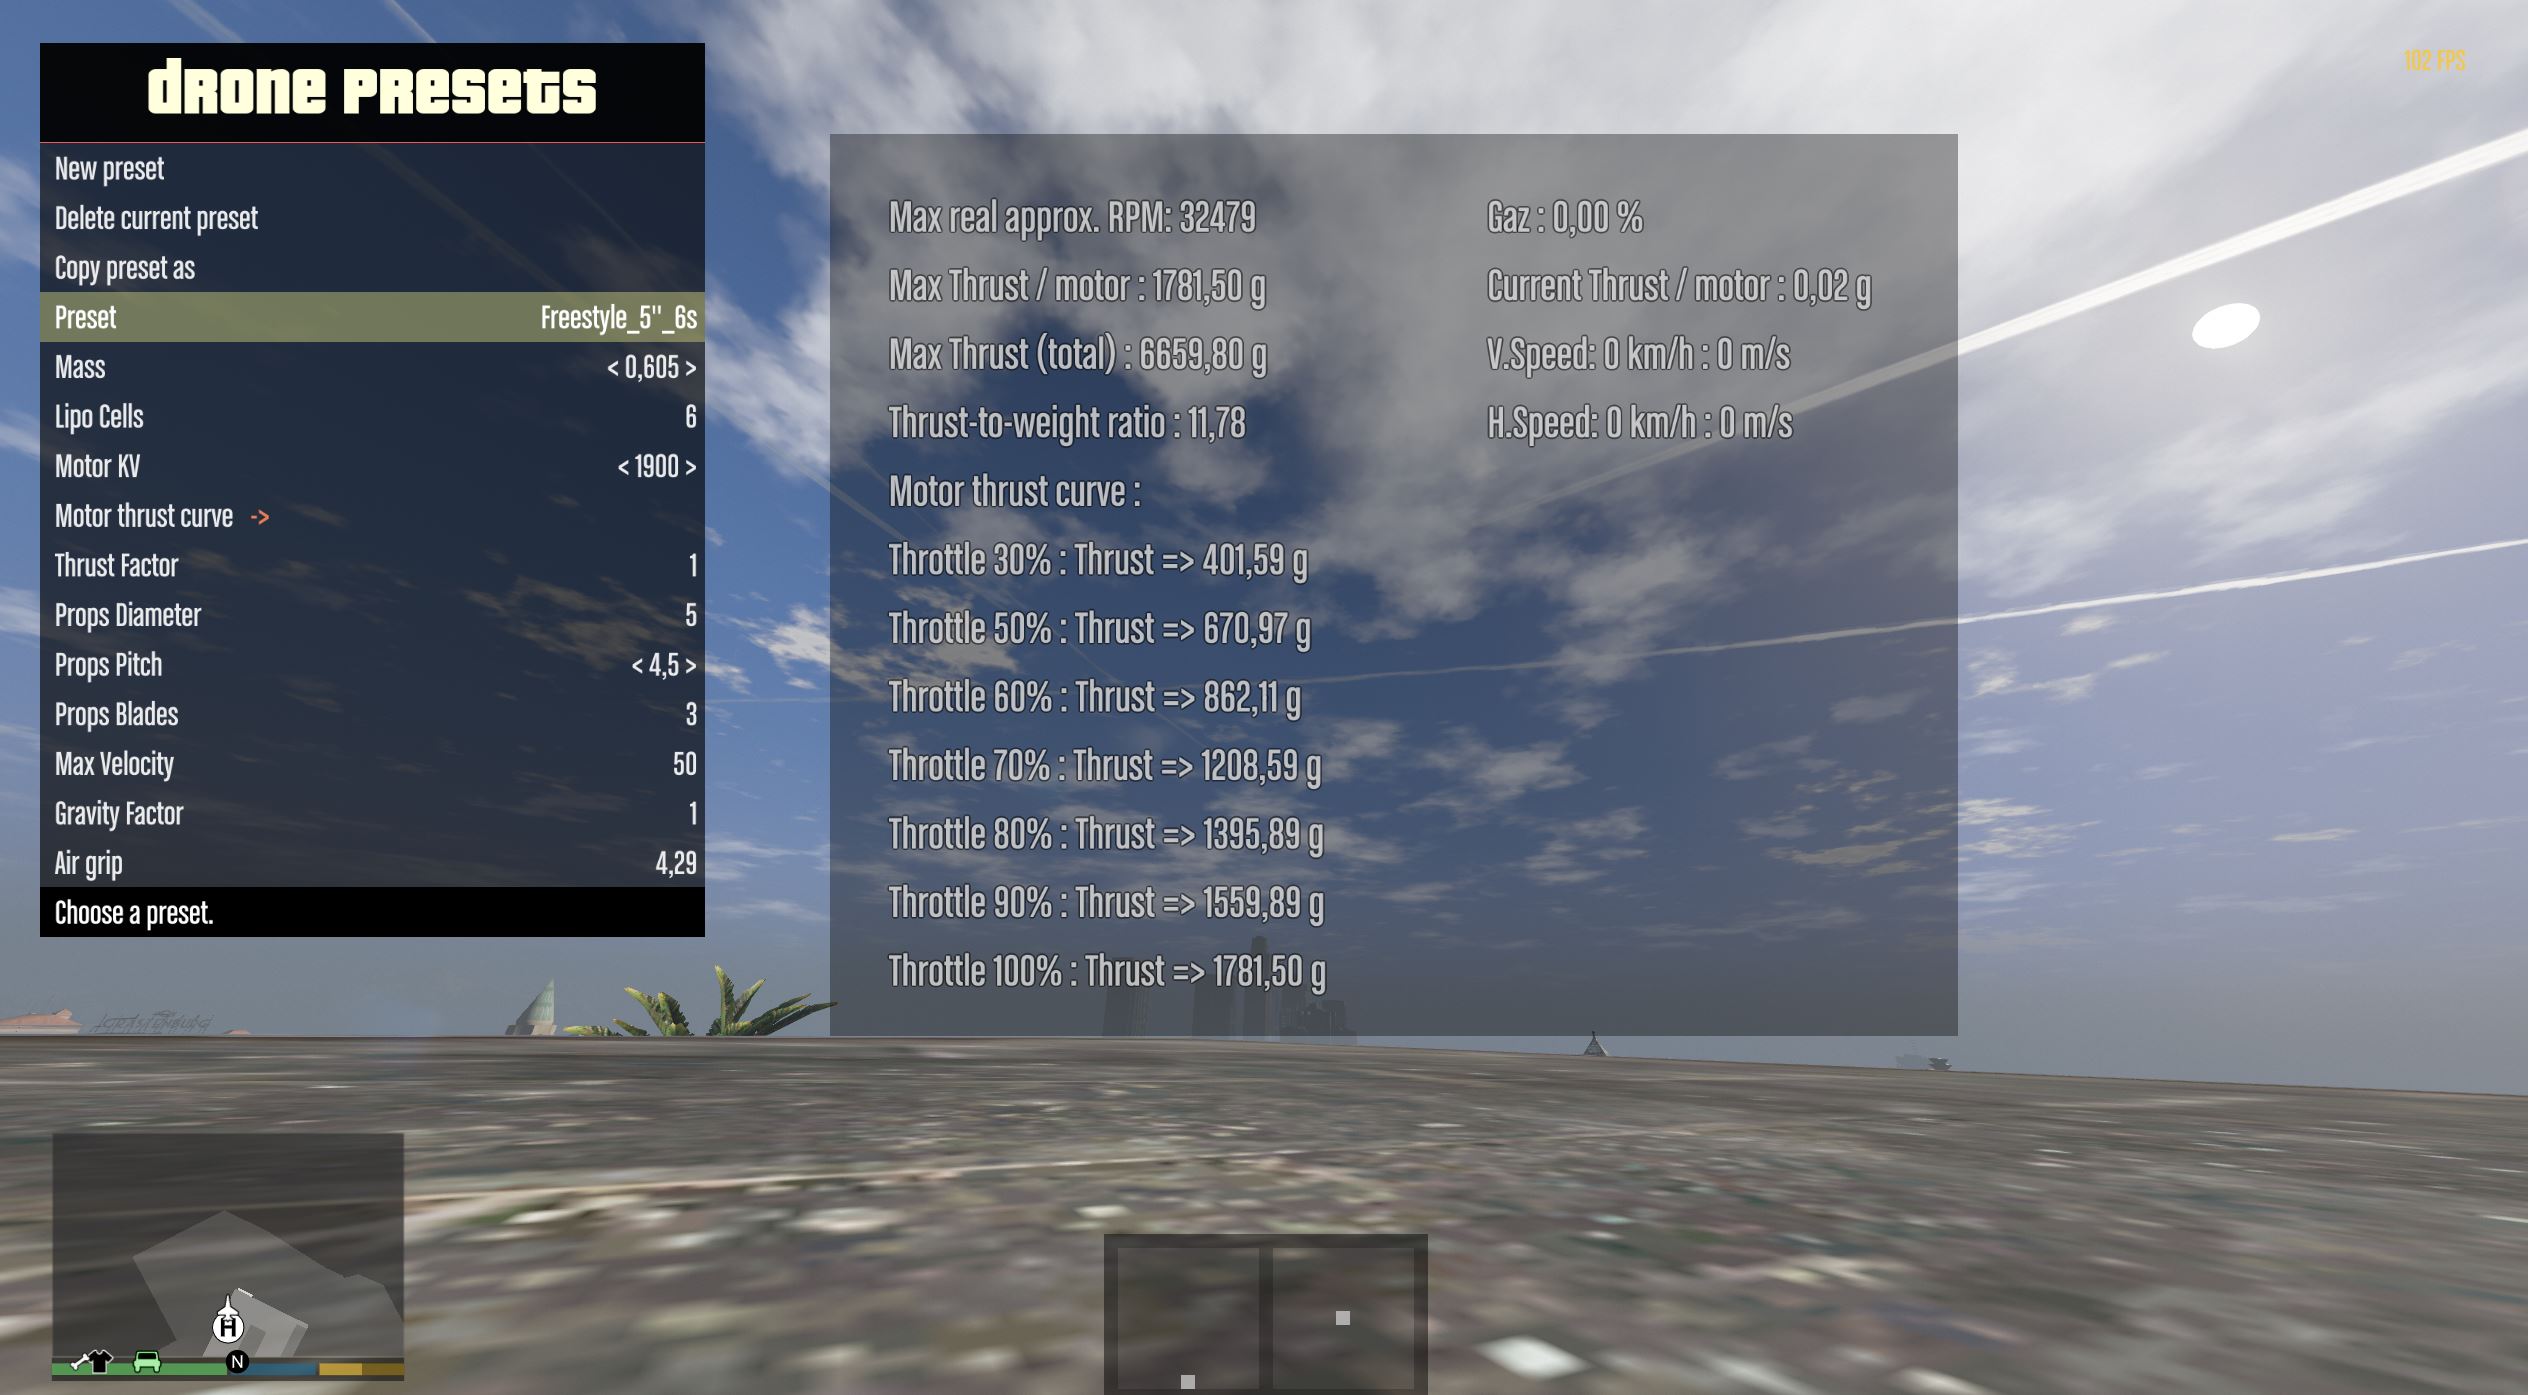 DRONE PRESETS
New preset
Delete current preset
Copy preset as
Preset Freestyle_5"_6s
Mass < 0,605 >
Lipo Cells 6
Motor KV < 1900 >
Motor thrust curve ->
Thrust Factor 1
Props Diameter 5
Props Pitch < 4,5 >
Props Blades 3
Max Velocity 50
Gravity Factor 1
Air grip 4,29
Choose a preset.
Max real approx. RPM: 32479
Max Thrust / motor : 1781,50 g
Max Thrust (total) : 6659,80 g
Thrust-to-weight ratio : 11,78
Motor thrust curve :
Throttle 30% : Thrust => 401,59 g
Throttle 50% : Thrust => 670,97 g
Throttle 60% : Thrust => 862,11 g
Throttle 70% : Thrust => 1208,59 g
Throttle 80% : Thrust => 1395,89 g
Throttle 90% : Thrust => 1559,89 g
Throttle 100% : Thrust => 1781,50 g
Gaz : 0,00 %
Current Thrust / motor : 0,02 g
V.Speed: 0 km/h : 0 m/s
H.Speed: 0 km/h : 0 m/s
102 FPS
H
N